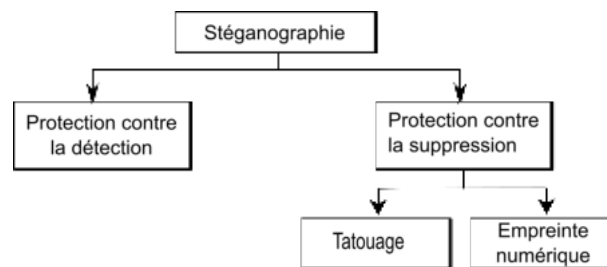 Stéganographie
Protection contre
la détection
Protection contre
la suppression
Tatouage
Empreinte
numérique